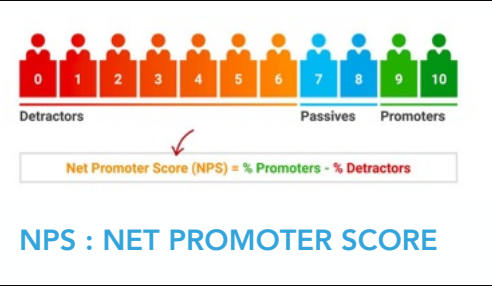 0 1 2 3 4 5 6 7 8 9 10
Detractors Passives Promoters
Net Promoter Score (NPS) = % Promoters - % Detractors
NPS : NET PROMOTER SCORE